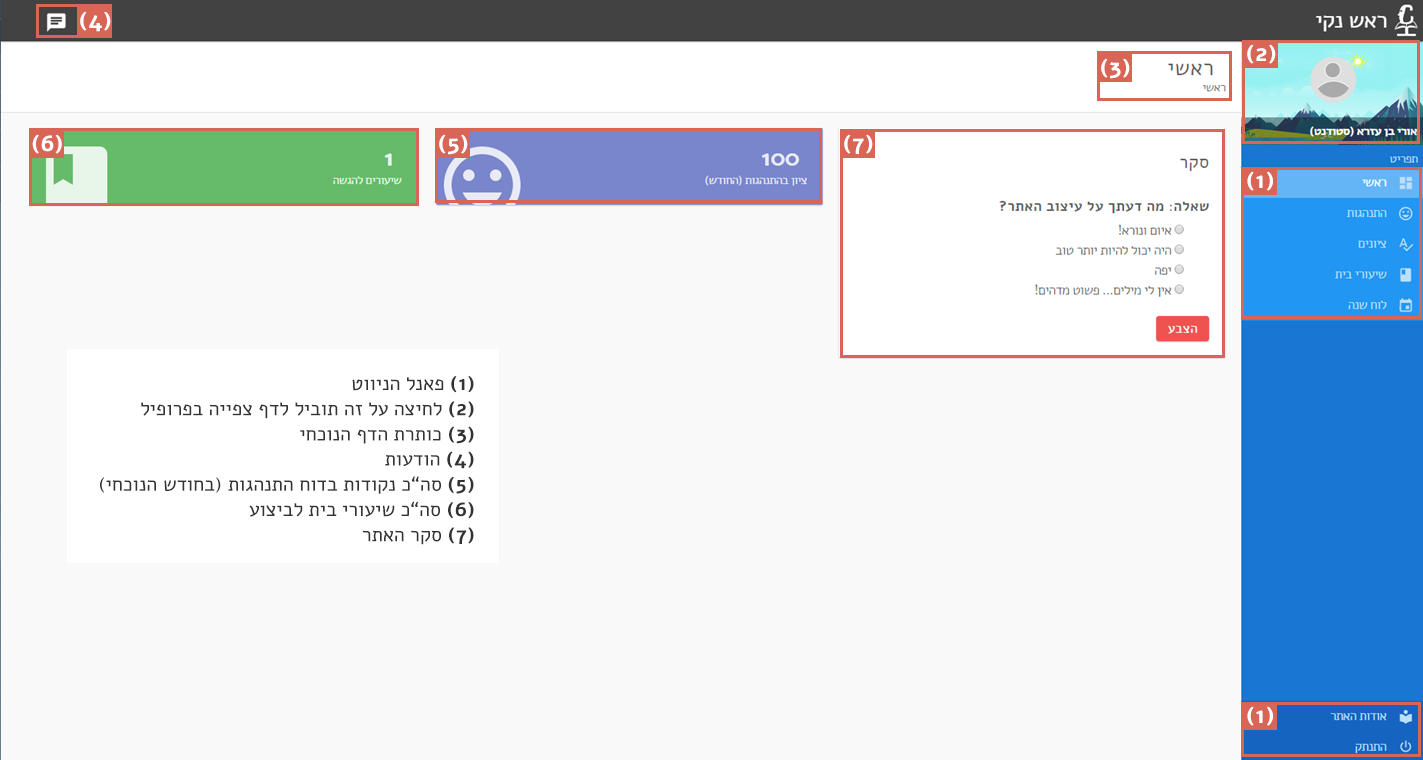 ראש נקי
(4)
(2)
אורי בן עזרא (סטודנט)
תפריט
(1)
ראשי
התנהגות
ציונים
שיעורי בית
לוח שנה
(1)
אודות האתר
התנתק
(3)
ראשי
ראשי
(7)
סקר
שאלה: מה דעתך על עיצוב האתר?
איום ונורא!
היה יכול להיות יותר טוב
יפה
אין לי מילים... פשוט מדהים!
הצבע
(5)
100
ציון בהתנהגות (החודש)
(6)
1
שיעורים להגשה
(1) פאנל הניווט
(2) לחיצה על זה תוביל לדף צפייה בפרופיל
(3) כותרת הדף הנוכחי
(4) הודעות
(5) סה“כ נקודות בדוח התנהגות (בחודש הנוכחי)
(6) סה“כ שיעורי בית לביצוע
(7) סקר האתר